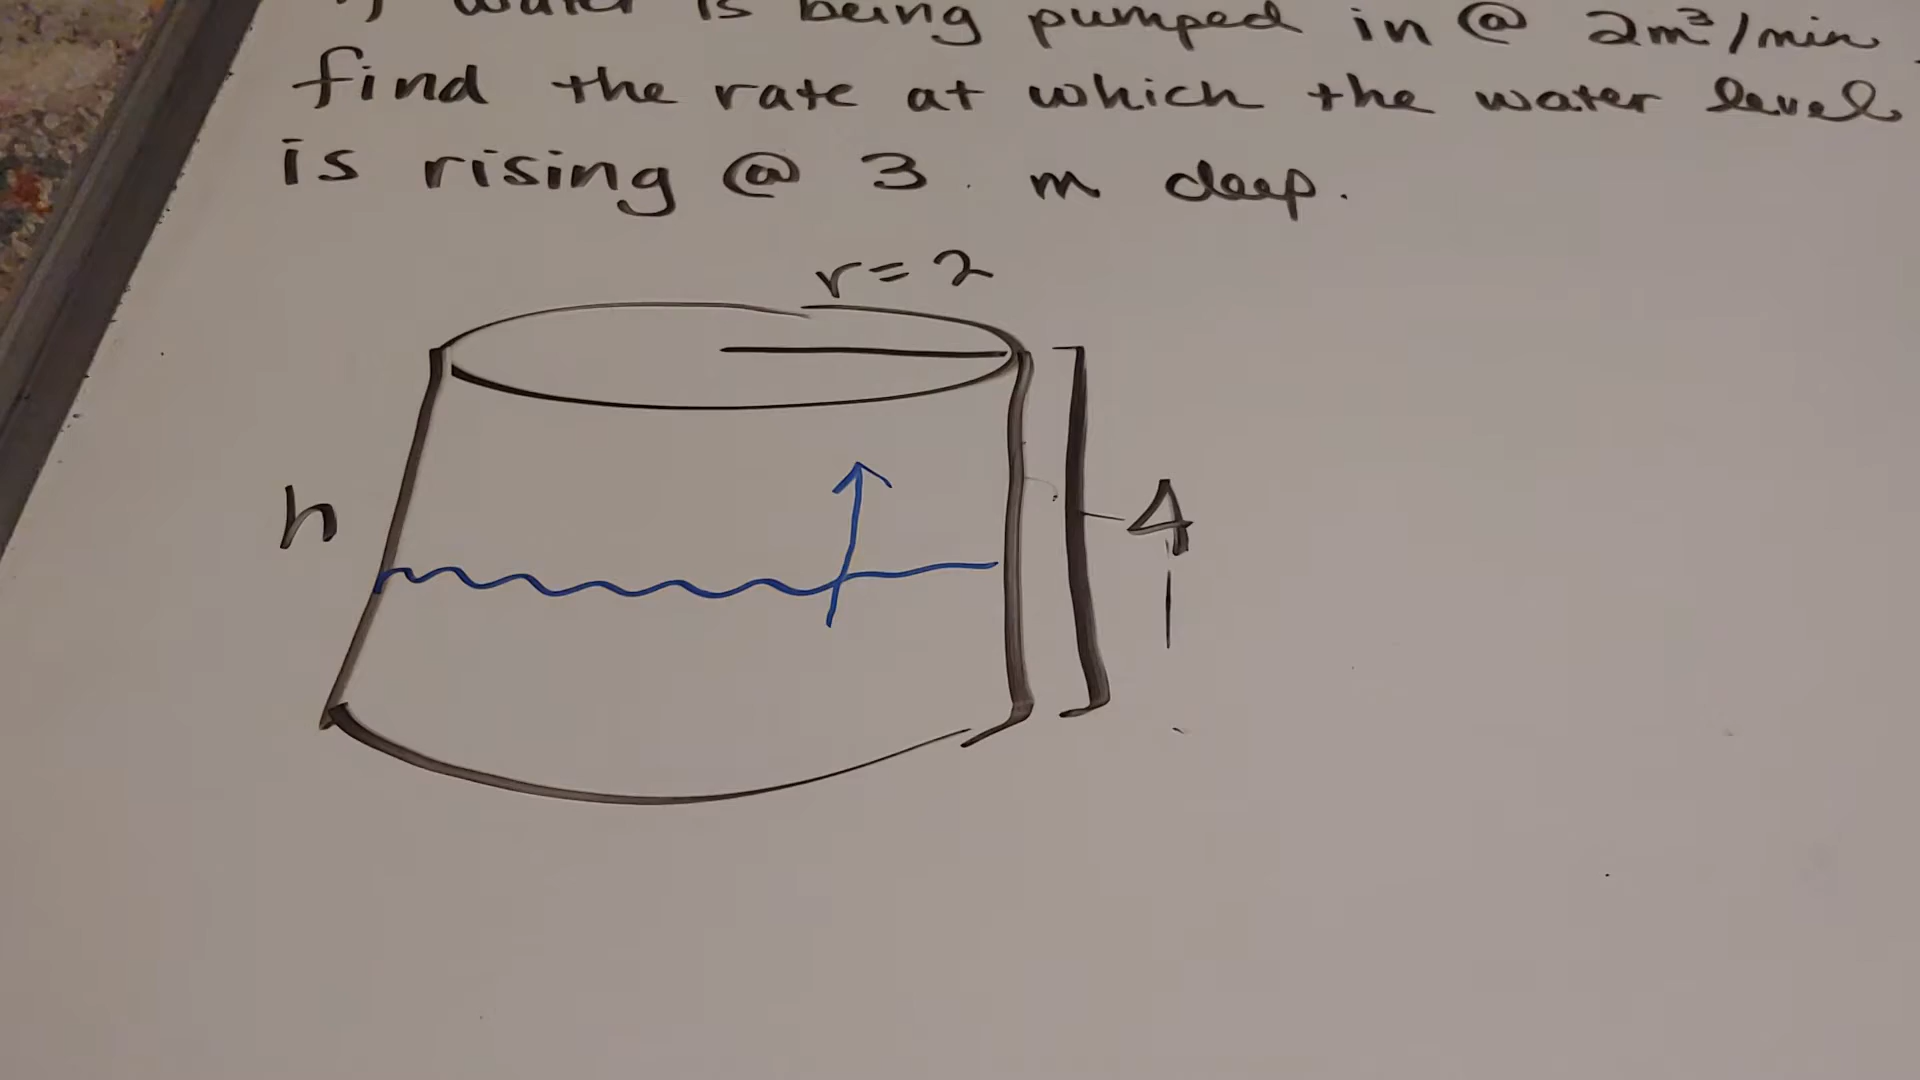 water is being pumped in @ 2m³/min,
find the rate at which the water level
is rising @ 3 m deep.
r = 2
h
4